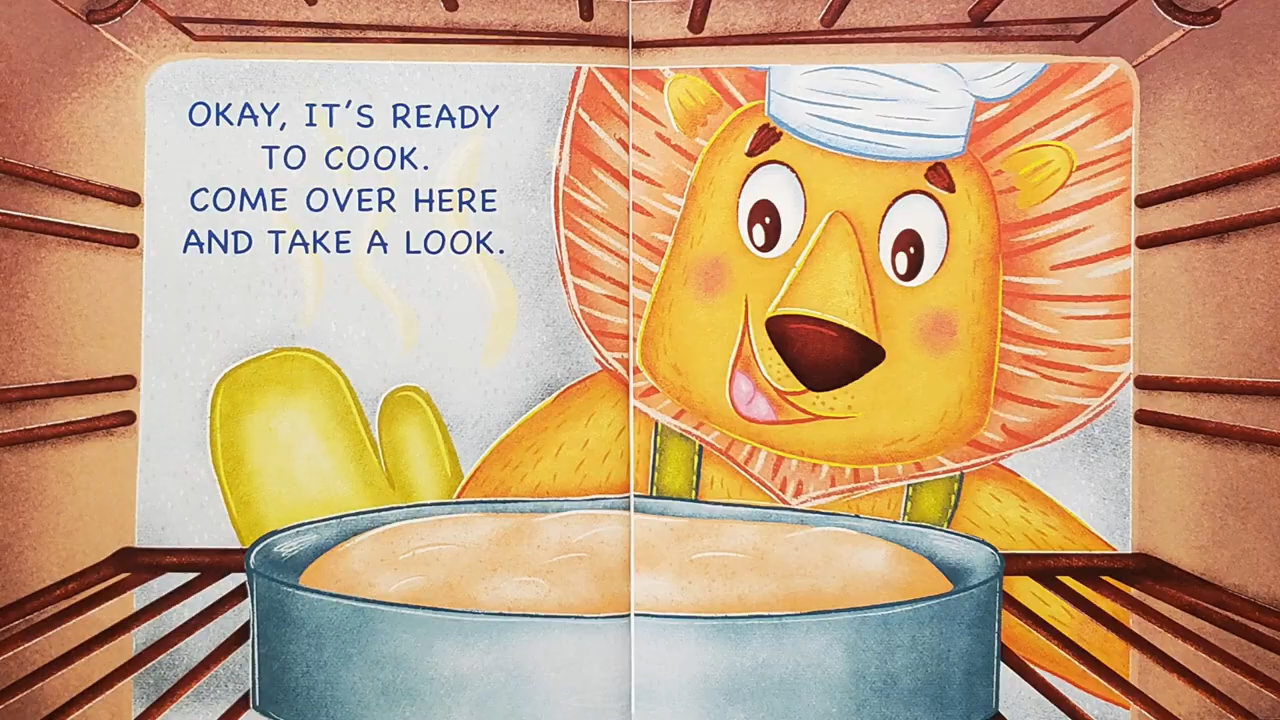 OKAY, IT'S READY
TO COOK.
COME OVER HERE
AND TAKE A LOOK.